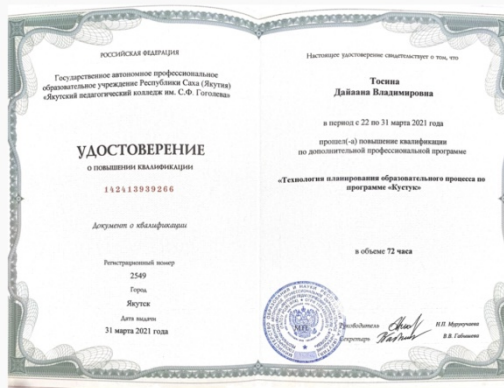 РОССИЙСКАЯ ФЕДЕРАЦИЯ
Государственное автономное профессиональное
образовательное учреждение Республики Саха (Якутия)
«Якутский педагогический колледж им. С.Ф. Гоголева»
УДОСТОВЕРЕНИЕ
О ПОВЫШЕНИИ КВАЛИФИКАЦИИ
142413939266
Документ о квалификации
Регистрационный номер
2549
Город
Якутск
Дата выдачи
31 марта 2021 года
Настоящее удостоверение свидетельствует о том, что
Тосина
Дайаана Владимировна
в период с 22 по 31 марта 2021 года
прошел(-а) повышение квалификации
по дополнительной профессиональной программе
«Технология планирования образовательного процесса по
программе «Кустук»
в объеме 72 часа
М.П.
Руководитель
Секретарь
В.В. Габышева